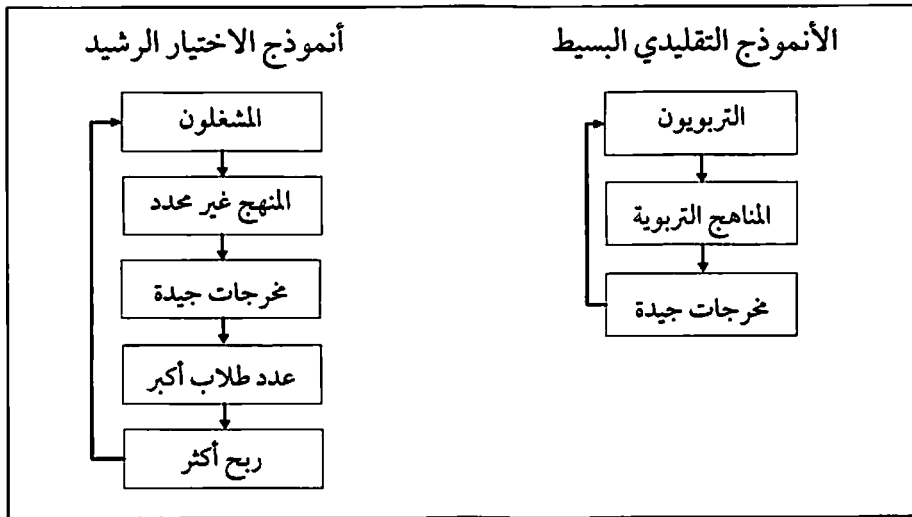 الأنموذج التقليدي البسيط
التربويون
المناهج التربوية
مخرجات جيدة
أنموذج الاختيار الرشيد
المشغلون
المنهج غير محدد
مخرجات جيدة
عدد طلاب أكبر
ربح أكثر